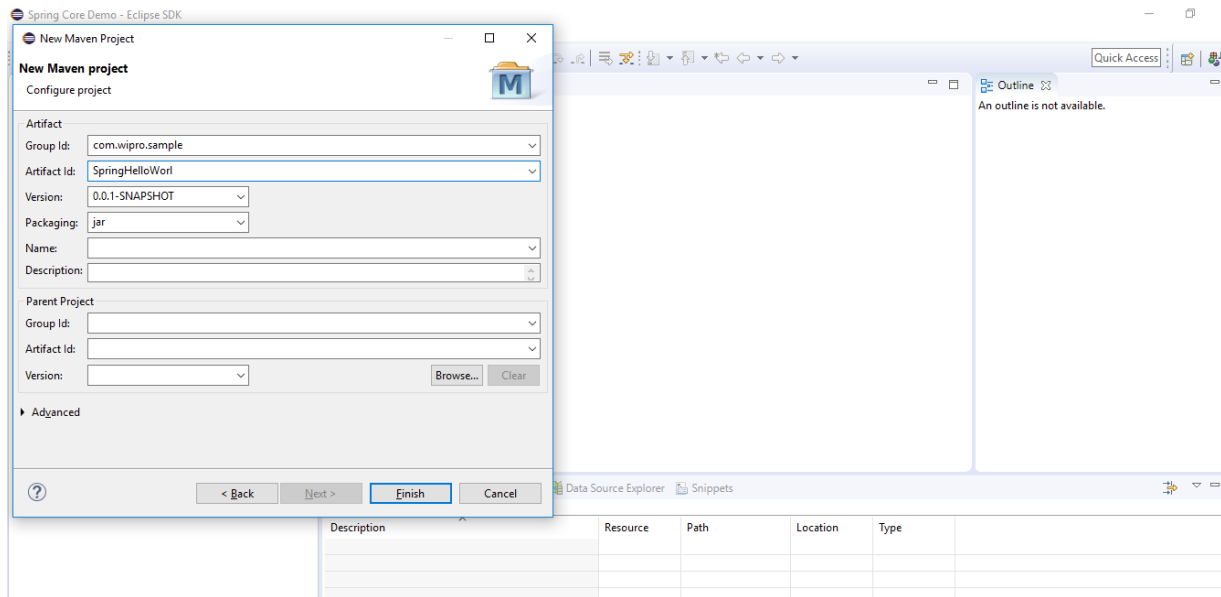 Spring Core Demo - Eclipse SDK
New Maven Project
New Maven project
Configure project
M
Quick Access
Outline
An outline is not available.
Artifact
Group Id: com.wipro.sample
Artifact Id: SpringHelloWorl
Version: 0.0.1-SNAPSHOT
Packaging: jar
Name:
Description:
Parent Project
Group Id:
Artifact Id:
Version: Browse... Clear
Advanced
? < Back Next > Finish Cancel
Data Source Explorer Snippets
Description Resource Path Location Type